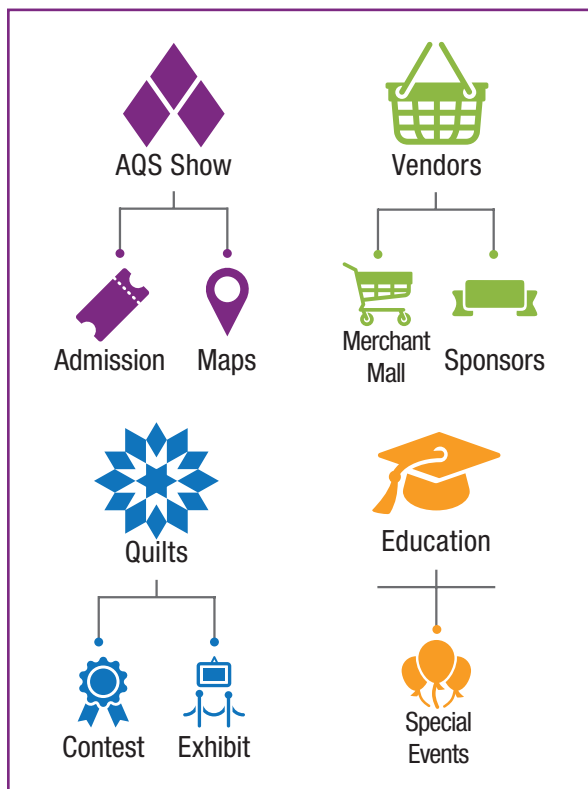 AQS Show
Vendors
Admission
Maps
Merchant
Mall
Sponsors
Quilts
Education
Contest
Exhibit
Special
Events